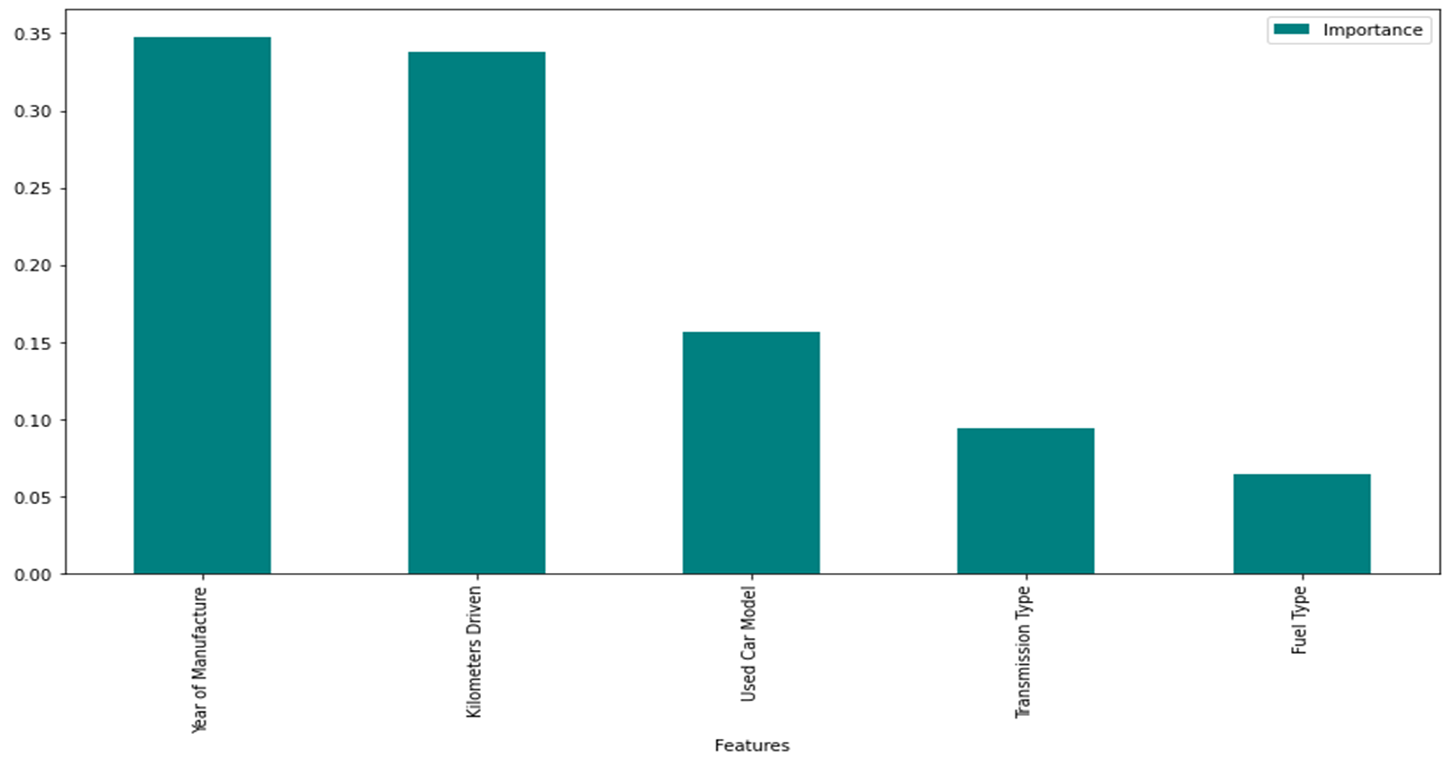 0.35
0.30
0.25
0.20
0.15
0.10
0.05
0.00
Importance
Year of Manufacture
Kilometers Driven
Used Car Model
Transmission Type
Fuel Type
Features